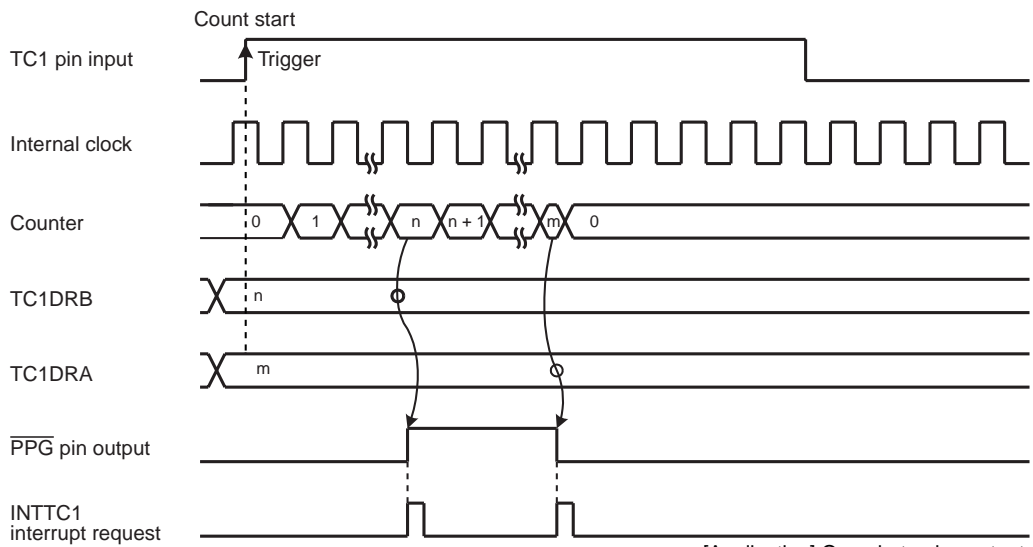 Count start
TC1 pin input
Trigger
Internal clock
Counter
0 1 n n + 1 m 0
TC1DRB
n
TC1DRA
m
PPG pin output
INTTC1
interrupt request